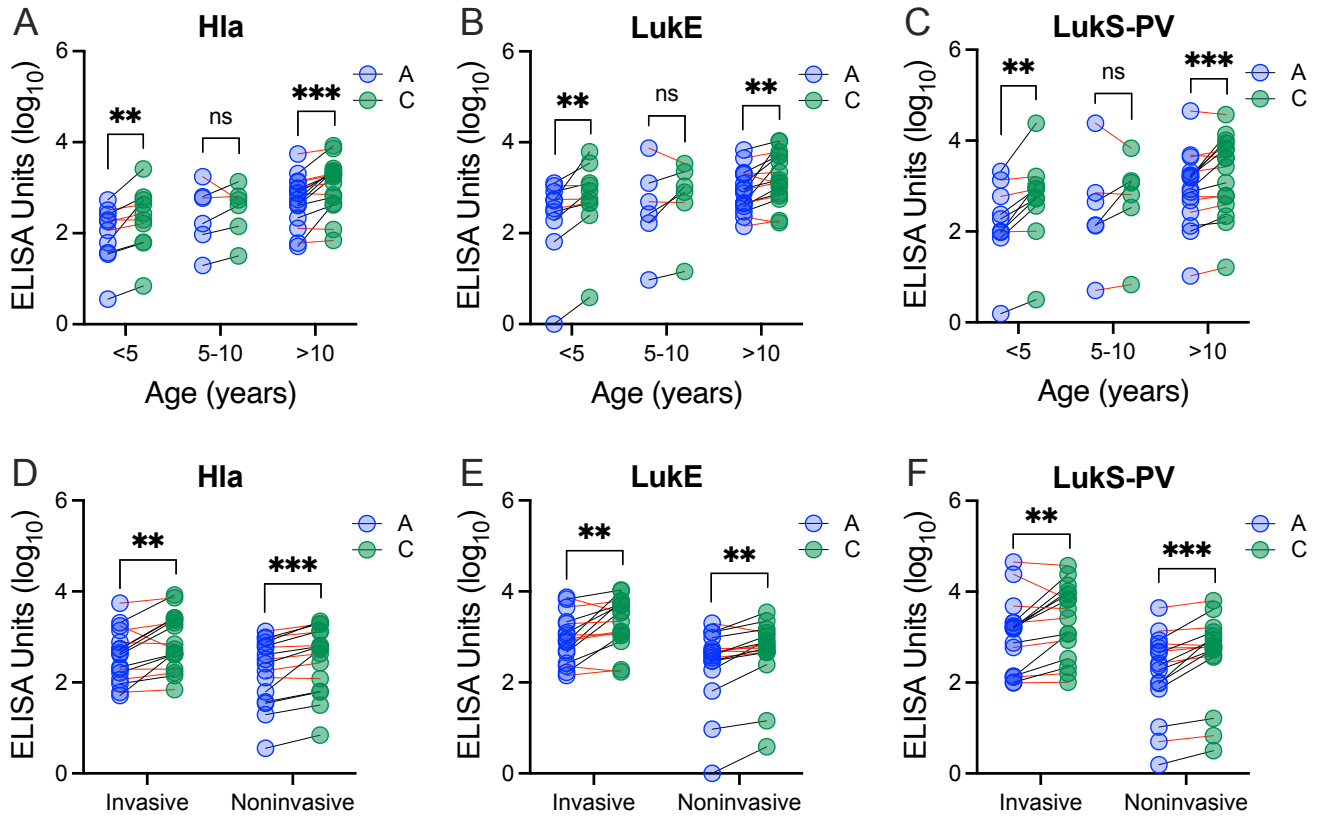 A
Hla
6
4
2
0
ELISA Units (log10)
**
ns
***
A
C
<5
5-10
>10
Age (years)
B
LukE
6
4
2
0
ELISA Units (log10)
**
ns
**
A
C
<5
5-10
>10
Age (years)
C
LukS-PV
6
4
2
0
ELISA Units (log10)
**
ns
***
A
C
<5
5-10
>10
Age (years)
D
Hla
6
4
2
0
ELISA Units (log10)
**
***
A
C
Invasive
Noninvasive
E
LukE
6
4
2
0
ELISA Units (log10)
**
**
A
C
Invasive
Noninvasive
F
LukS-PV
6
4
2
0
ELISA Units (log10)
**
***
A
C
Invasive
Noninvasive